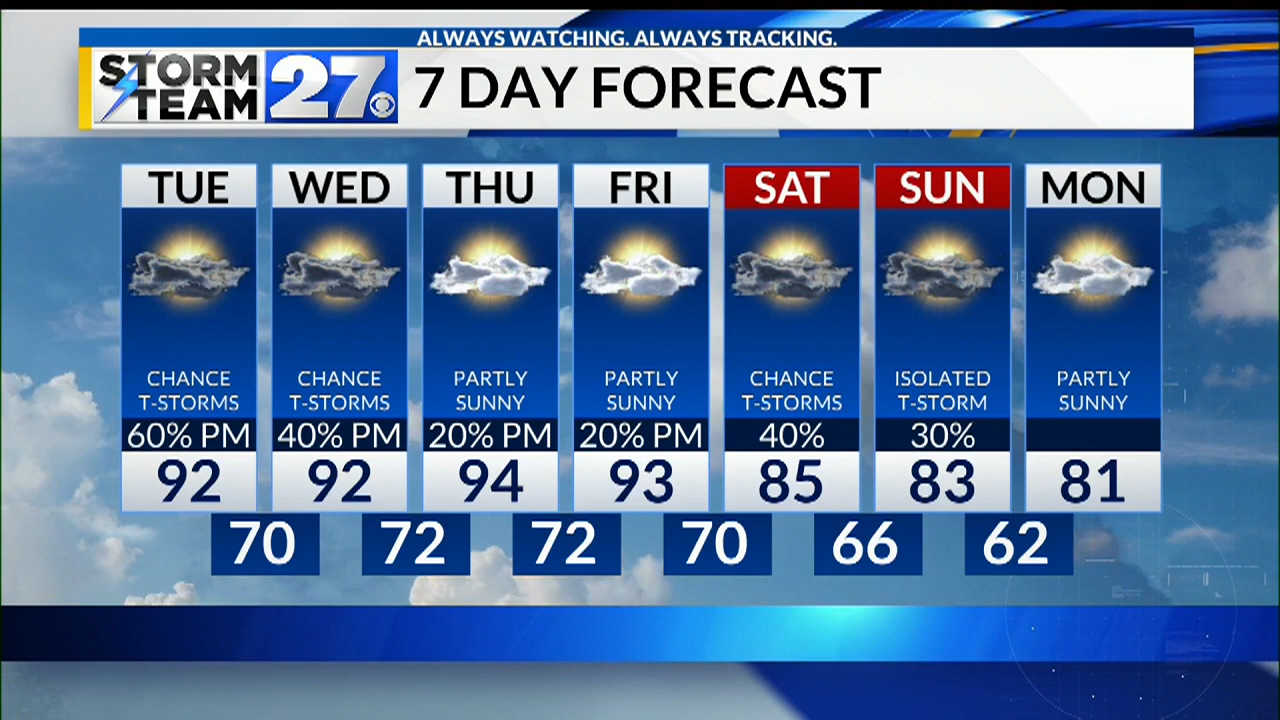 ALWAYS WATCHING. ALWAYS TRACKING.
STORM TEAM 27 7 DAY FORECAST
TUE WED THU FRI SAT SUN MON
CHANCE CHANCE PARTLY PARTLY CHANCE ISOLATED PARTLY
T-STORMS T-STORMS SUNNY SUNNY T-STORMS T-STORM SUNNY
60% PM 40% PM 20% PM 20% PM 40% 30%
92 92 94 93 85 83 81
70 72 72 70 66 62